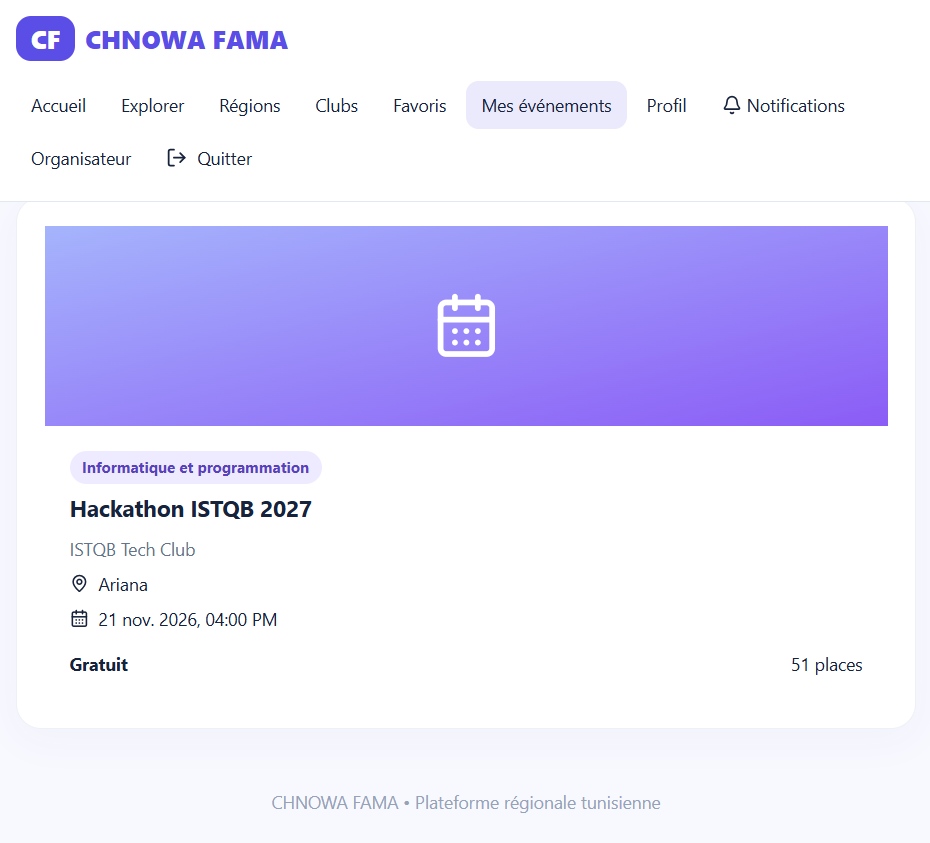 CF CHNOWA FAMA
Accueil Explorer Régions Clubs Favoris Mes événements Profil Notifications
Organisateur Quitter
Informatique et programmation
Hackathon ISTQB 2027
ISTQB Tech Club
Ariana
21 nov. 2026, 04:00 PM
Gratuit 51 places
CHNOWA FAMA • Plateforme régionale tunisienne